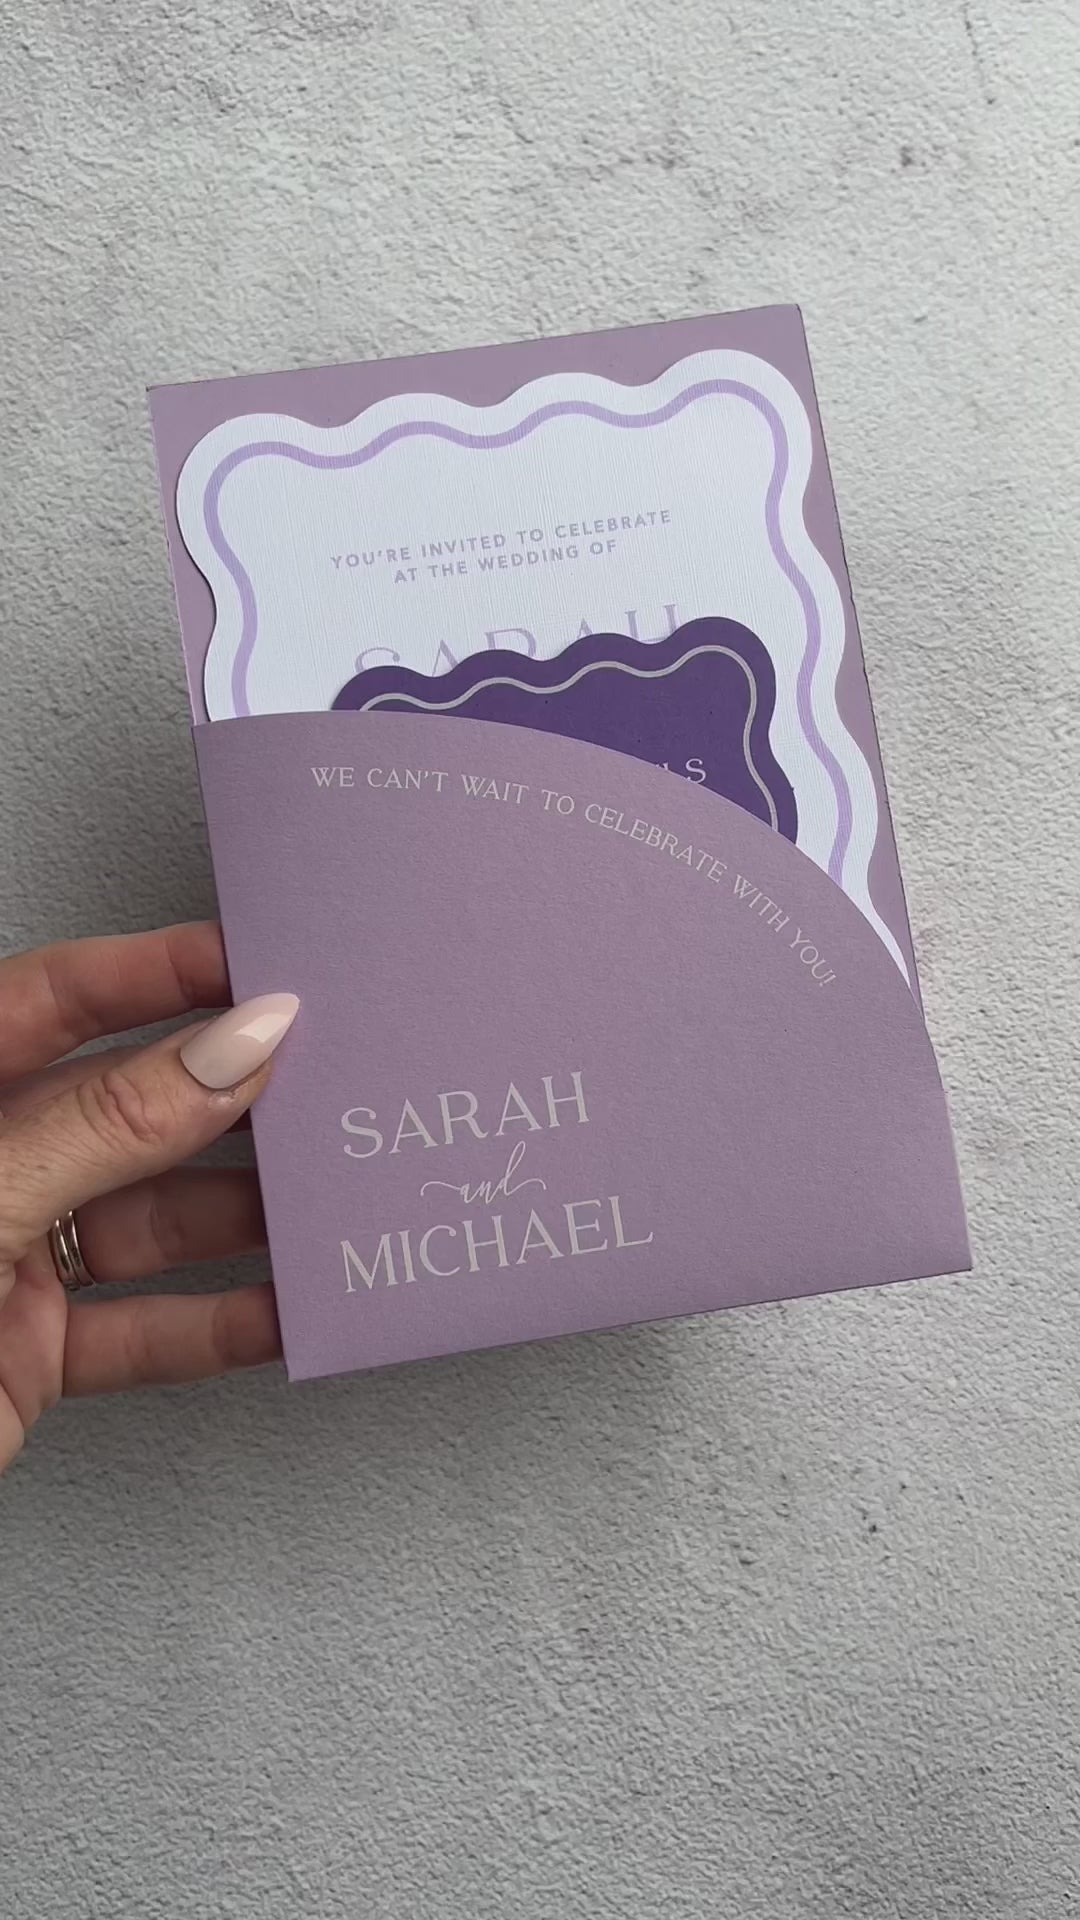 YOU'RE INVITED TO CELEBRATE
AT THE WEDDING OF
SARAH
WE CAN'T WAIT TO CELEBRATE WITH YOU!
SARAH
and
MICHAEL